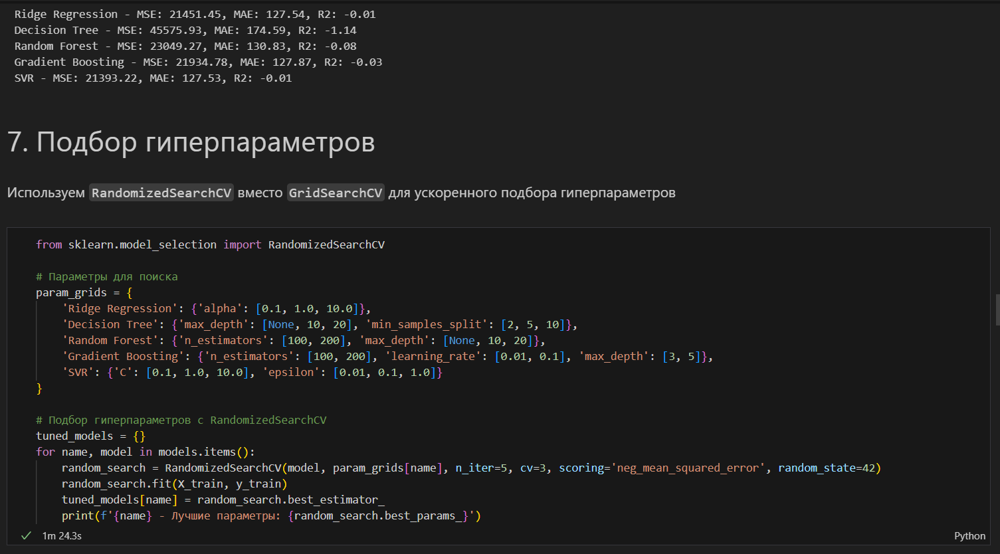 Ridge Regression - MSE: 21451.45, MAE: 127.54, R2: -0.01
Decision Tree - MSE: 45575.93, MAE: 174.59, R2: -1.14
Random Forest - MSE: 23049.27, MAE: 130.83, R2: -0.08
Gradient Boosting - MSE: 21934.78, MAE: 127.87, R2: -0.03
SVR - MSE: 21393.22, MAE: 127.53, R2: -0.01
7. Подбор гиперпараметров
Используем RandomizedSearchCV вместо GridSearchCV для ускоренного подбора гиперпараметров
from sklearn.model_selection import RandomizedSearchCV
# Параметры для поиска
param_grids = {
    'Ridge Regression': {'alpha': [0.1, 1.0, 10.0]},
    'Decision Tree': {'max_depth': [None, 10, 20], 'min_samples_split': [2, 5, 10]},
    'Random Forest': {'n_estimators': [100, 200], 'max_depth': [None, 10, 20]},
    'Gradient Boosting': {'n_estimators': [100, 200], 'learning_rate': [0.01, 0.1], 'max_depth': [3, 5]},
    'SVR': {'C': [0.1, 1.0, 10.0], 'epsilon': [0.01, 0.1, 1.0]}
}
# Подбор гиперпараметров с RandomizedSearchCV
tuned_models = {}
for name, model in models.items():
    random_search = RandomizedSearchCV(model, param_grids[name], n_iter=5, cv=3, scoring='neg_mean_squared_error', random_state=42)
    random_search.fit(X_train, y_train)
    tuned_models[name] = random_search.best_estimator_
    print(f'{name} - Лучшие параметры: {random_search.best_params_}')
1m 24.3s
Python